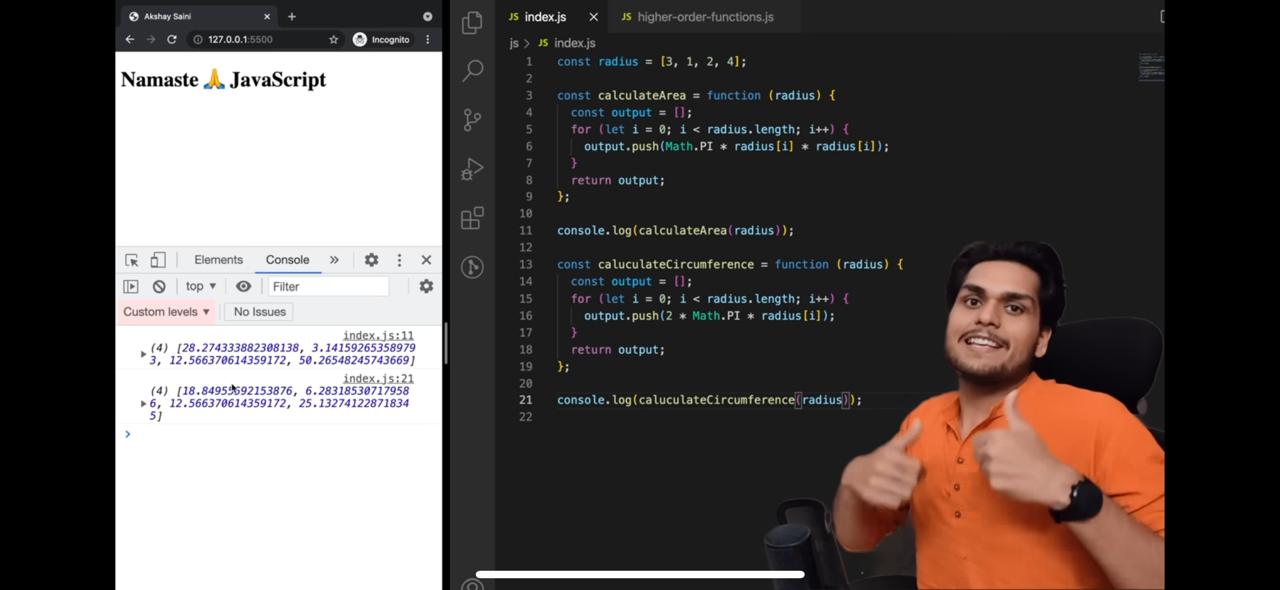 Akshay Saini
127.0.0.1:5500
Incognito
Namaste 🙏 JavaScript
Elements
Console
top
Filter
Custom levels
No Issues
index.js:11
(4) [28.274333882308138, 3.14159265358979
3, 12.566370614359172, 50.26548245743669]
index.js:21
6.28318530717958
6, 12.566370614359172, 25.13274122871834
5]
JS index.js
JS higher-order-functions.js
js > JS index.js
1 const radius = [3, 1, 2, 4];
2
3 const calculateArea = function (radius) {
4 const output = [];
5 for (let i = 0; i < radius.length; i++) {
6 output.push(Math.PI * radius[i] * radius[i]);
7 }
8 return output;
9 };
10
11 console.log(calculateArea(radius));
12
13 const caluculateCircumference = function (radius) {
14 const output = [];
15 for (let i = 0; i < radius.length; i++) {
16 output.push(2 * Math.PI * radius[i]);
17 }
18 return output;
19 };
20
21 console.log(caluculateCircumference(radius));
22